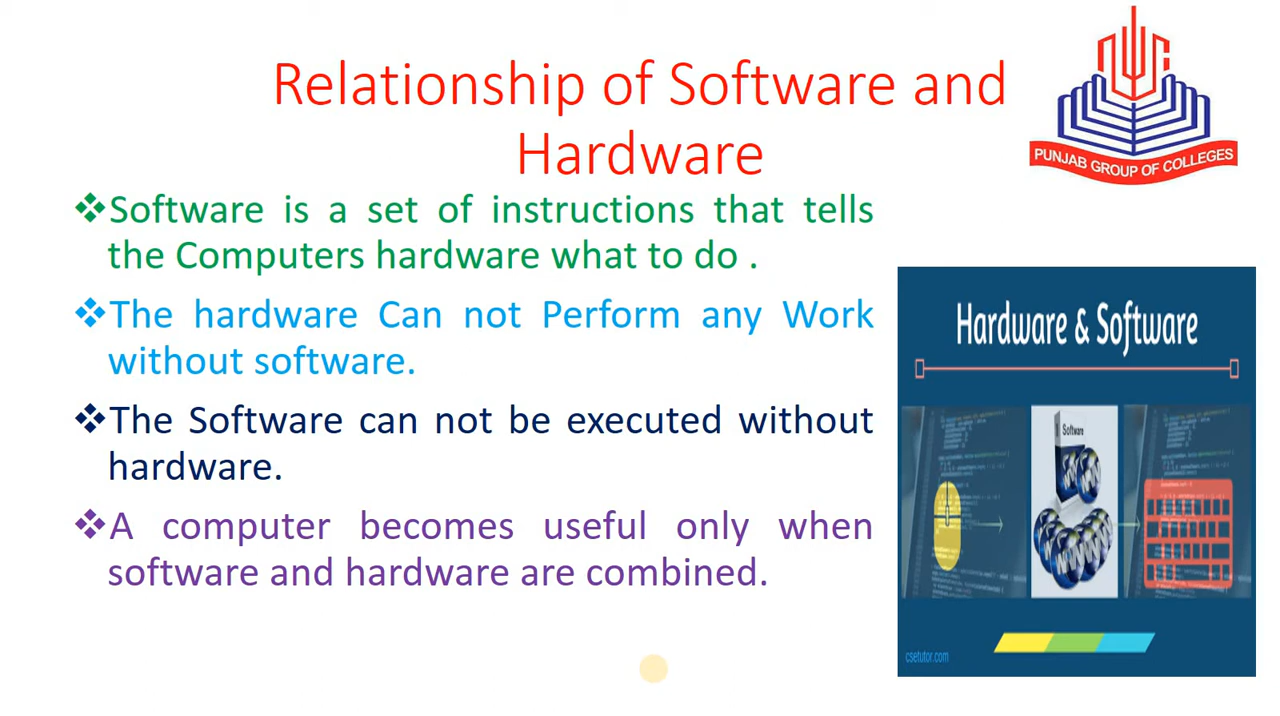 Relationship of Software and
Hardware
PUNJAB GROUP OF COLLEGES
❖Software is a set of instructions that tells
the Computers hardware what to do .
❖The hardware Can not Perform any Work
without software.
❖The Software can not be executed without
hardware.
❖A computer becomes useful only when
software and hardware are combined.
Hardware & Software
Software
csetutor.com